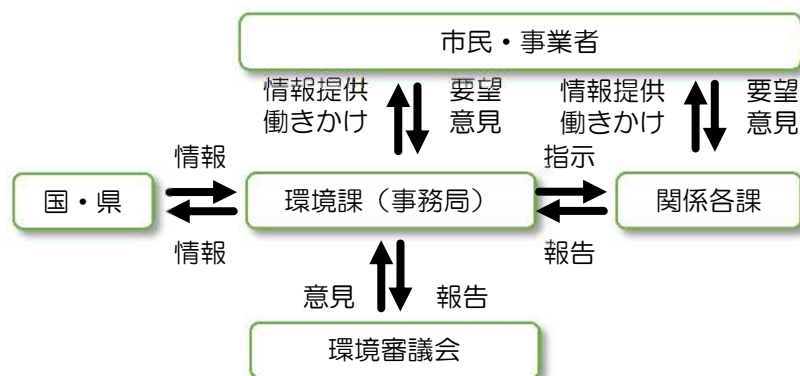 市民・事業者
情報提供
働きかけ
要望
意見
情報提供
働きかけ
要望
意見
情報
指示
国・県
環境課（事務局）
関係各課
情報
報告
意見
報告
環境審議会